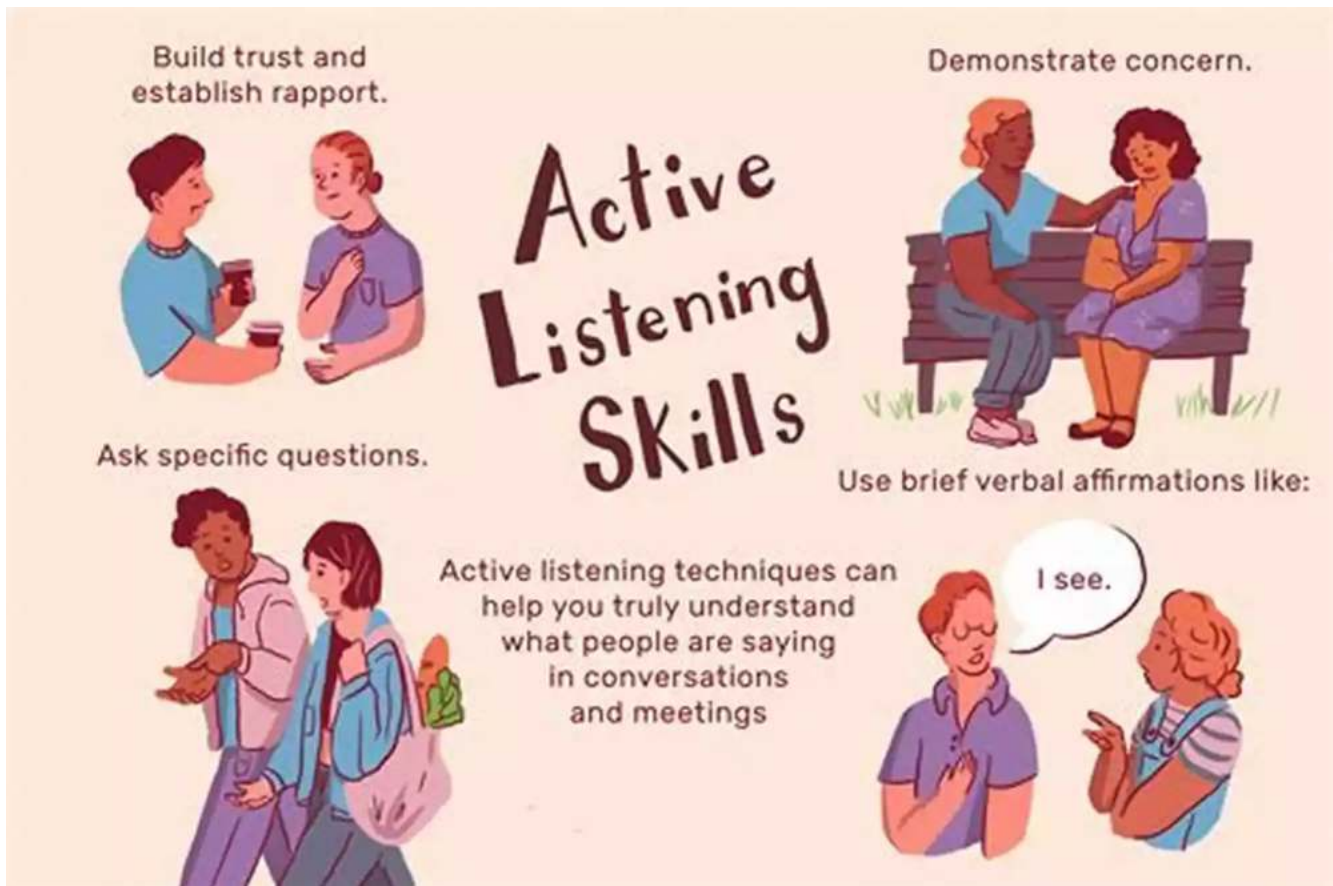 Build trust and
establish rapport.
Demonstrate concern.
Active
Listening
Skills
Ask specific questions.
Use brief verbal affirmations like:
I see.
Active listening techniques can
help you truly understand
what people are saying
in conversations
and meetings